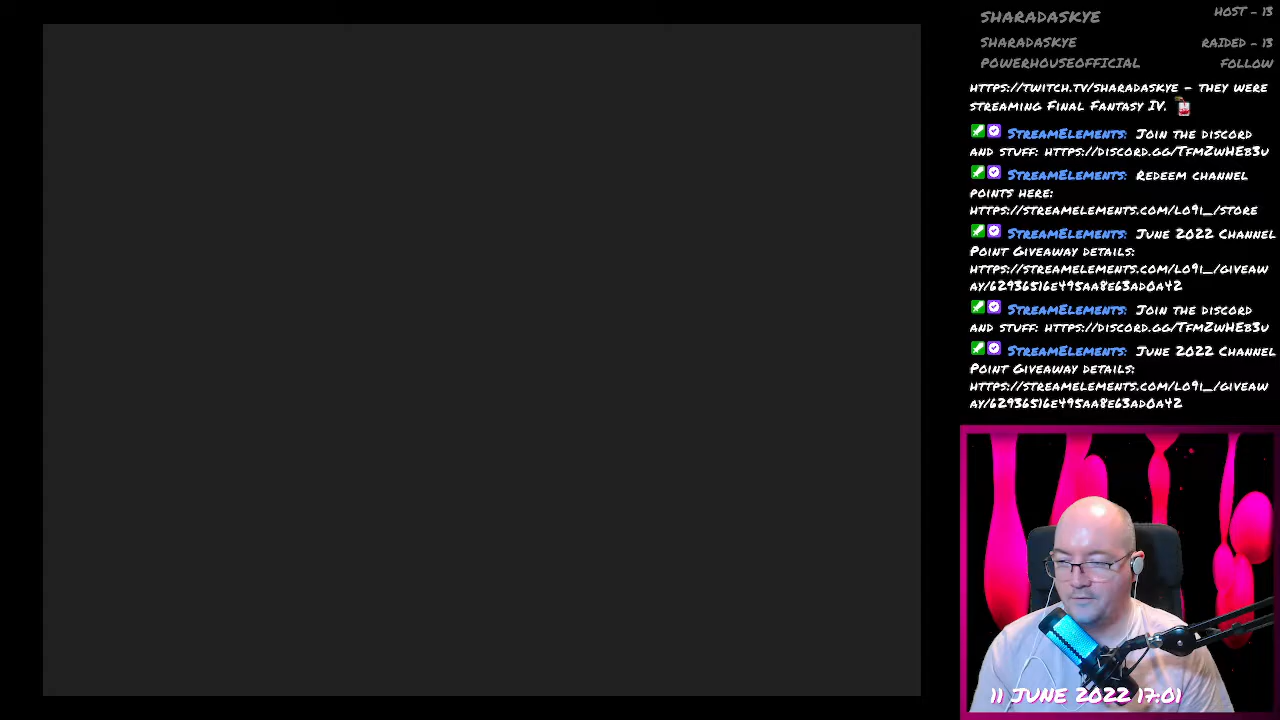 SHARADASKYE HOST - 13
SHARADASKYE RAIDED - 13
POWERHOUSEOFFICIAL FOLLOW
HTTPS://TWITCH.TV/SHARADASKYE - THEY WERE
STREAMING FINAL FANTASY IV.
STREAMELEMENTS: JOIN THE DISCORD
AND STUFF: HTTPS://DISCORD.GG/TFMZWHEB3U
STREAMELEMENTS: REDEEM CHANNEL
POINTS HERE:
HTTPS://STREAMELEMENTS.COM/LO9I_/STORE
STREAMELEMENTS: JUNE 2022 CHANNEL
POINT GIVEAWAY DETAILS:
HTTPS://STREAMELEMENTS.COM/LO9I_/GIVEAW
AY/62936516E495AA8E63AD0A42
STREAMELEMENTS: JOIN THE DISCORD
AND STUFF: HTTPS://DISCORD.GG/TFMZWHEB3U
STREAMELEMENTS: JUNE 2022 CHANNEL
POINT GIVEAWAY DETAILS:
HTTPS://STREAMELEMENTS.COM/LO9I_/GIVEAW
AY/62936516E495AA8E63AD0A42
11 JUNE 2022 17:01